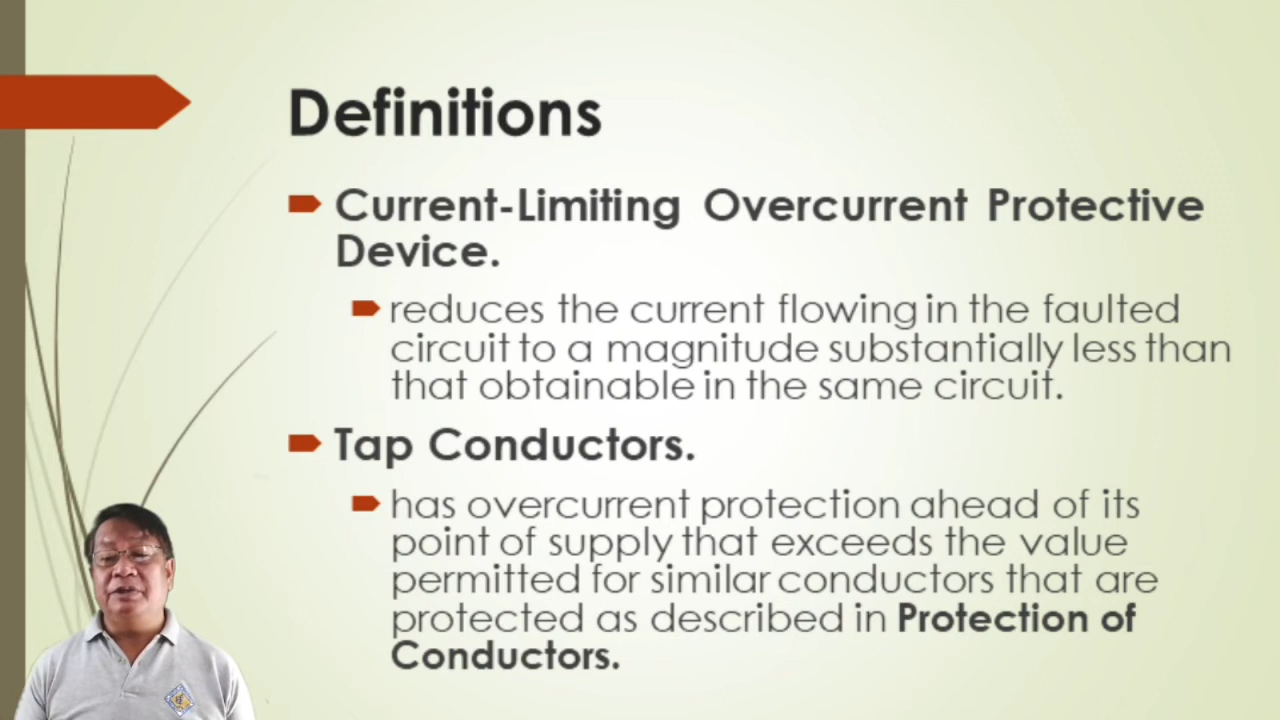 Definitions
Current-Limiting Overcurrent Protective
Device.
reduces the current flowing in the faulted
circuit to a magnitude substantially less than
that obtainable in the same circuit.
Tap Conductors.
has overcurrent protection ahead of its
point of supply that exceeds the value
permitted for similar conductors that are
protected as described in Protection of
Conductors.